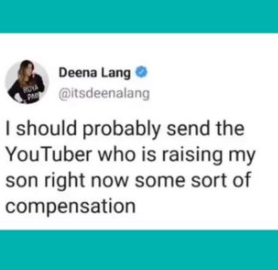 Deena Lang
@itsdeenalang
I should probably send the
YouTuber who is raising my
son right now some sort of
compensation